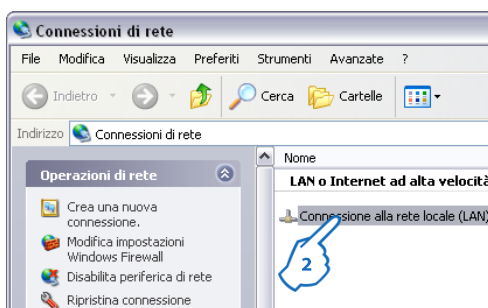 Connessioni di rete
File Modifica Visualizza Preferiti Strumenti Avanzate ?
Indietro Cerca Cartelle
Indirizzo Connessioni di rete
Operazioni di rete
Crea una nuova
connessione.
Modifica impostazioni
Windows Firewall
Disabilita periferica di rete
Ripristina connessione
Nome
LAN o Internet ad alta velocità
Connessione alla rete locale (LAN)
2